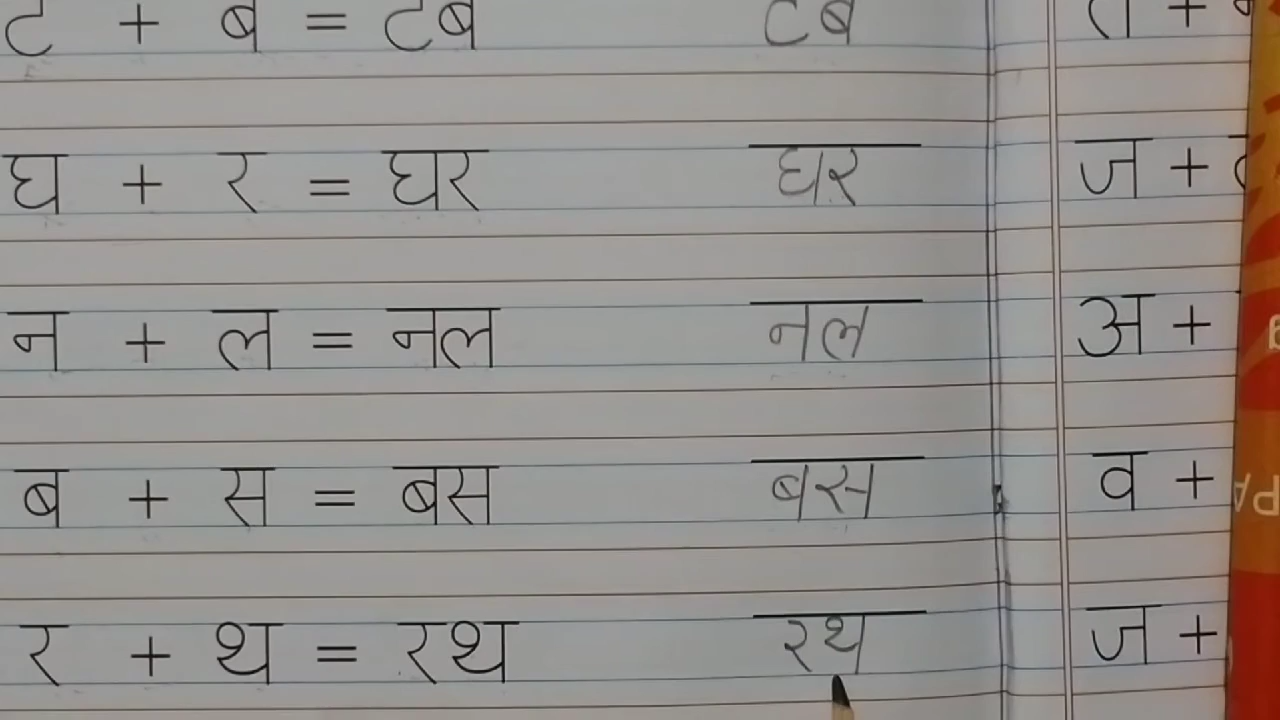 ट + ब = टब टब त +
घ + र = घर घर ज +
न + ल = नल नल अ +
ब + स = बस बस व +
र + थ = रथ रथ ज +